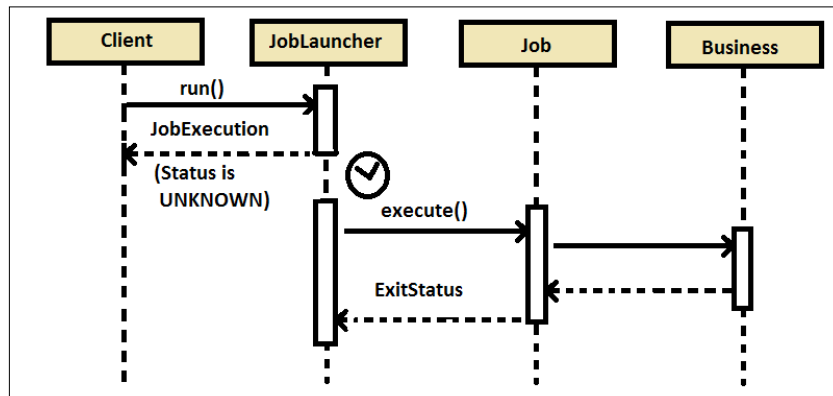 Client
JobLauncher
Job
Business
run()
JobExecution
(Status is
UNKNOWN)
execute()
ExitStatus